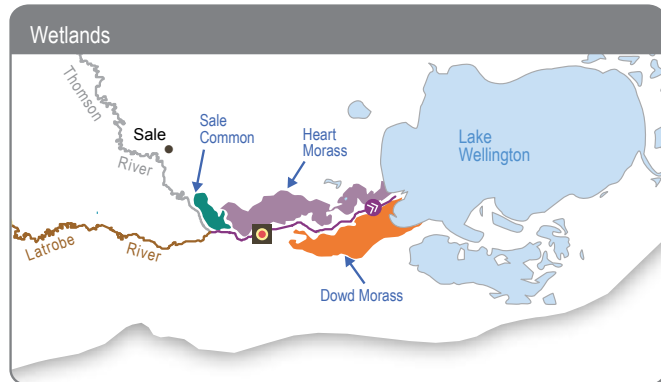 Wetlands
Thomson
River
Sale
Sale
Common
Heart
Morass
Lake
Wellington
Latrobe
River
Dowd Morass